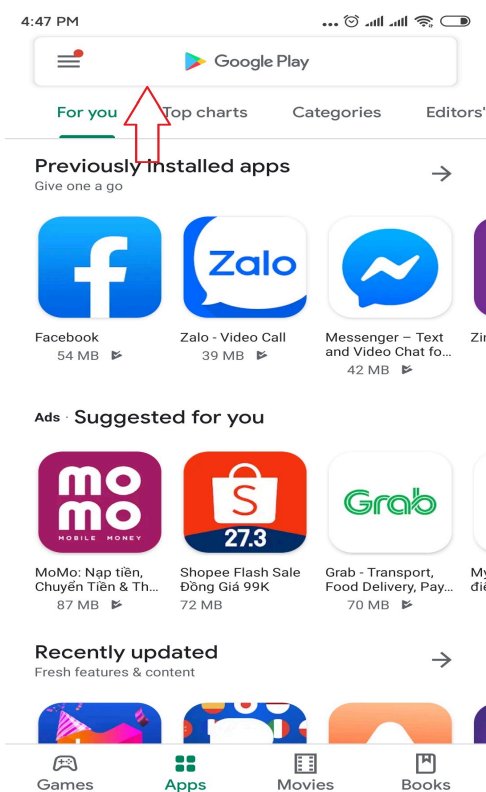 4:47 PM
Google Play
For you Top charts Categories Editors'
Previously Installed apps
Give one a go
Zalo
Facebook
54 MB
Zalo - Video Call
39 MB
Messenger – Text
and Video Chat fo...
42 MB
Zin
Ads · Suggested for you
mo
mo
MOBILE MONEY
S
27.3
Grab
MoMo: Nạp tiền,
Chuyển Tiền & Th...
87 MB
Shopee Flash Sale
Đồng Giá 99K
72 MB
Grab - Transport,
Food Delivery, Pay...
70 MB
My
điệ
Recently updated
Fresh features & content
Games Apps Movies Books